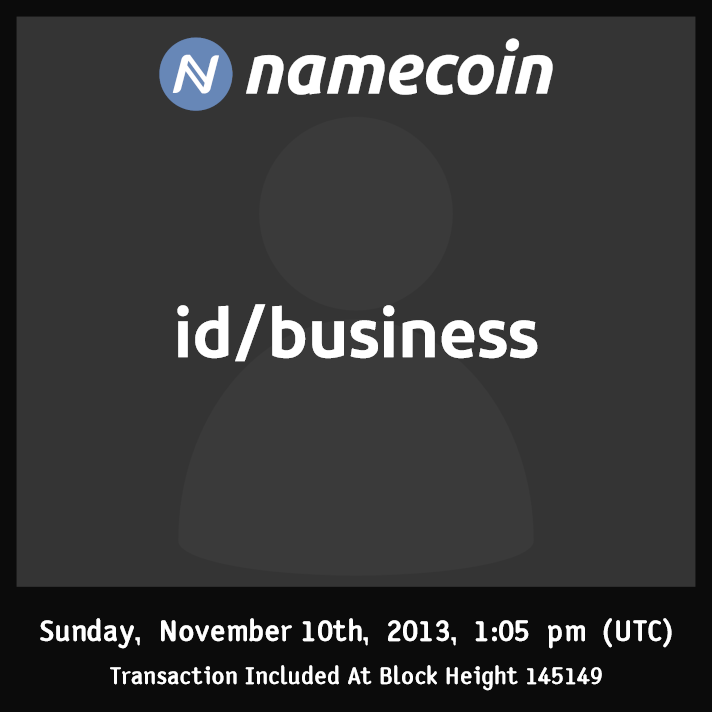 namecoin
id/business
Sunday, November 10th, 2013, 1:05 pm (UTC)
Transaction Included At Block Height 145149